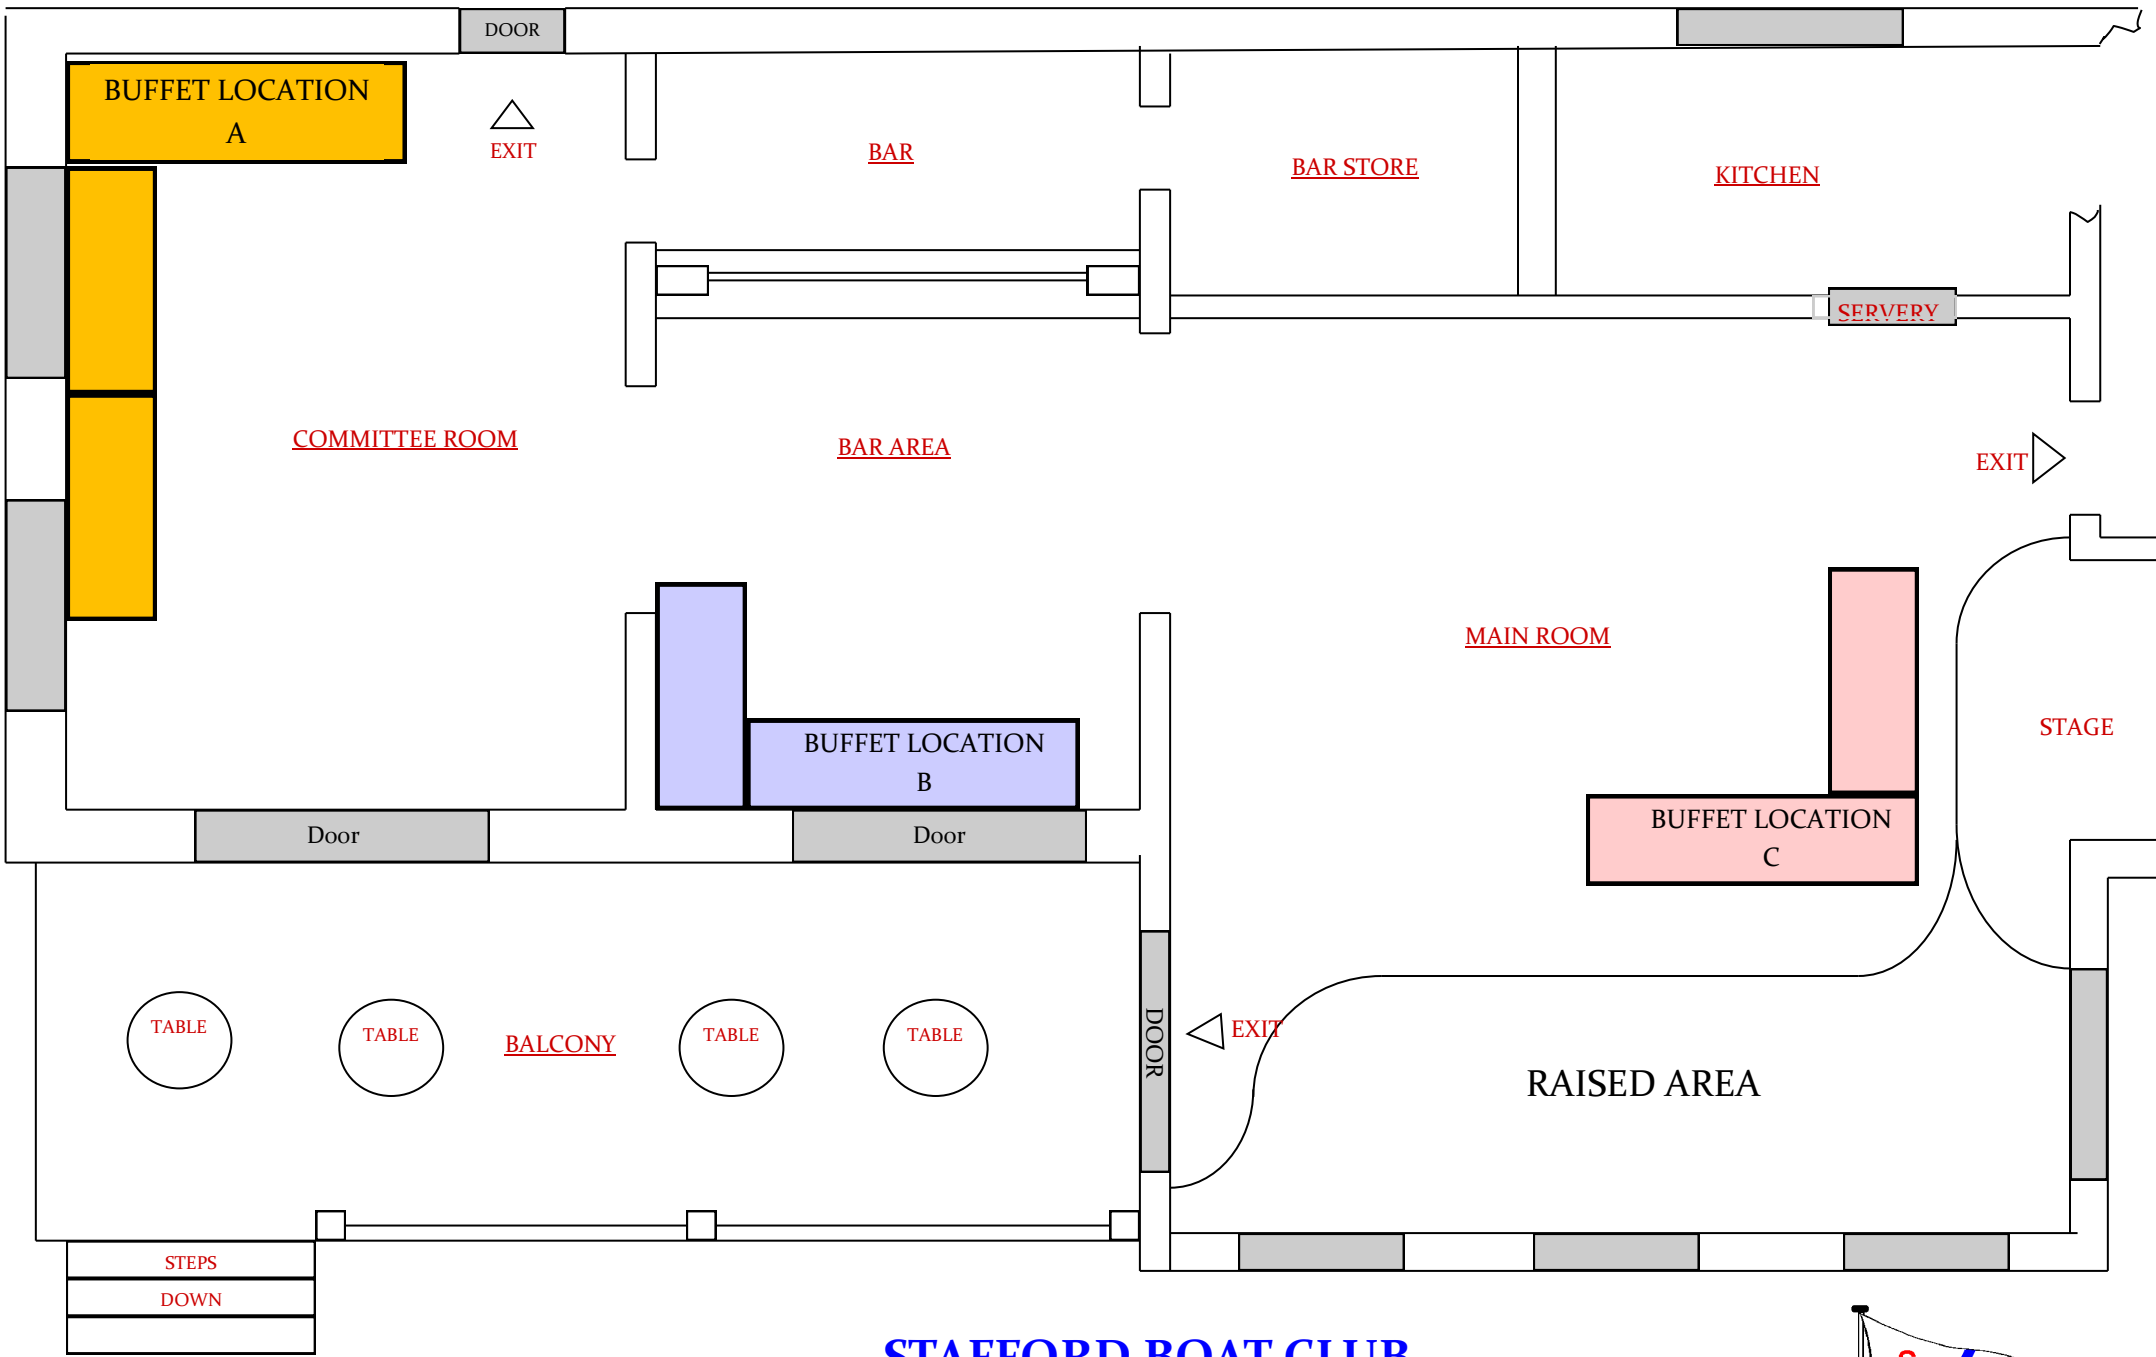 DOOR
BUFFET LOCATION
A
EXIT
BAR
BAR STORE
KITCHEN
SERVERY
COMMITTEE ROOM
BAR AREA
EXIT
MAIN ROOM
STAGE
BUFFET LOCATION
B
BUFFET LOCATION
C
Door
Door
TABLE
TABLE
BALCONY
TABLE
TABLE
DOOR
EXIT
RAISED AREA
STEPS
DOWN
STAFFORD BOAT CLUB